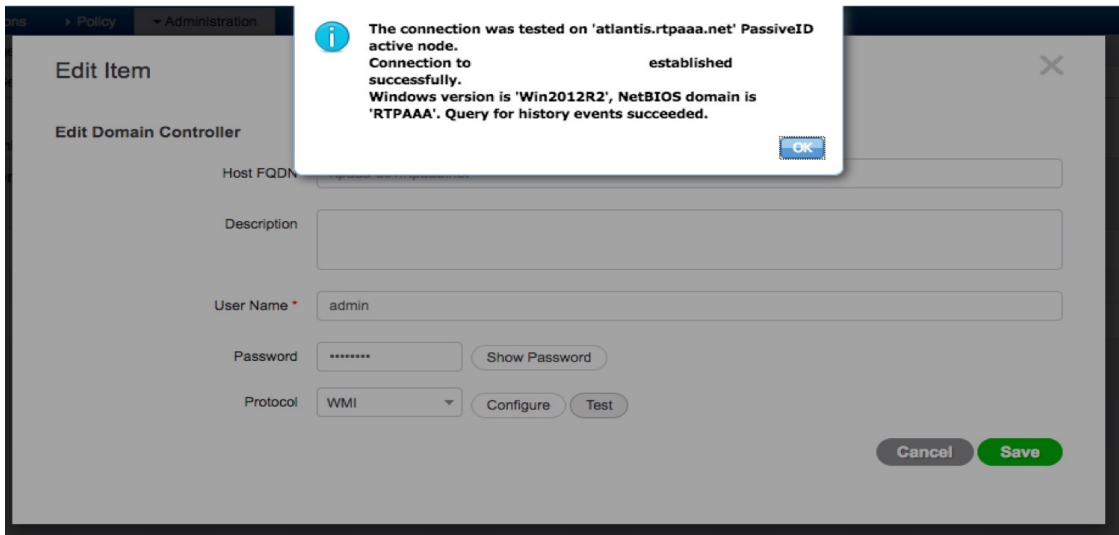 ons Policy Administration
The connection was tested on 'atlantis.rtpaaa.net' PassiveID
active node.
Connection to established
successfully.
Windows version is 'Win2012R2', NetBIOS domain is
'RTPAAA'. Query for history events succeeded.
OK
Edit Item
Edit Domain Controller
Host FQDN
Description
User Name *
admin
Password
••••••••
Show Password
Protocol
WMI
Configure
Test
Cancel
Save